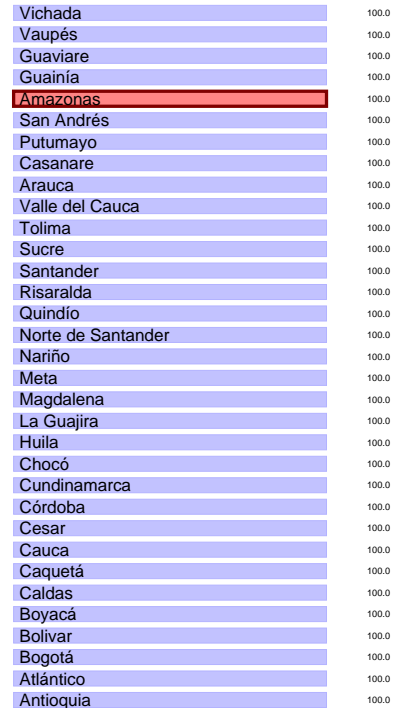 Vichada 100.0
Vaupés 100.0
Guaviare 100.0
Guainía 100.0
Amazonas 100.0
San Andrés 100.0
Putumayo 100.0
Casanare 100.0
Arauca 100.0
Valle del Cauca 100.0
Tolima 100.0
Sucre 100.0
Santander 100.0
Risaralda 100.0
Quindío 100.0
Norte de Santander 100.0
Nariño 100.0
Meta 100.0
Magdalena 100.0
La Guajira 100.0
Huila 100.0
Chocó 100.0
Cundinamarca 100.0
Córdoba 100.0
Cesar 100.0
Cauca 100.0
Caquetá 100.0
Caldas 100.0
Boyacá 100.0
Bolivar 100.0
Bogotá 100.0
Atlántico 100.0
Antioquia 100.0